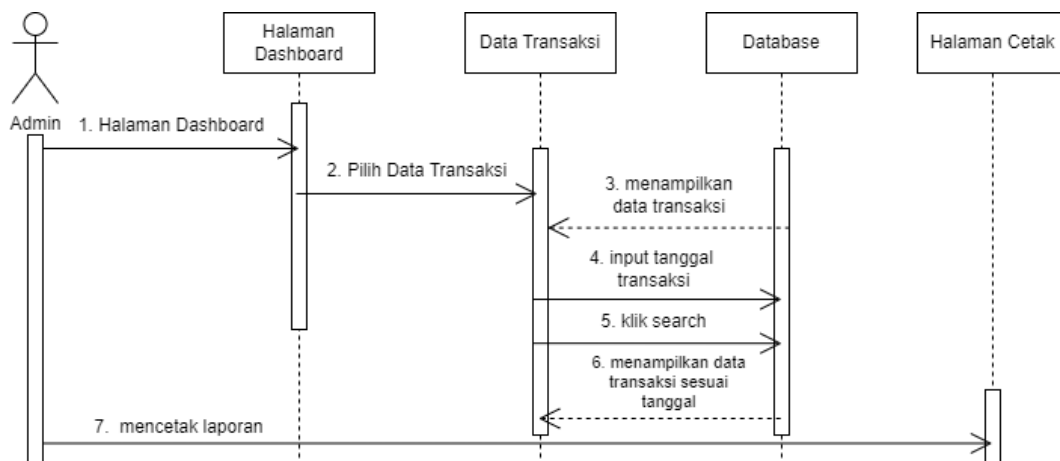 Halaman
Dashboard
Data Transaksi
Database
Halaman Cetak
Admin
1. Halaman Dashboard
2. Pilih Data Transaksi
3. menampilkan
data transaksi
4. input tanggal
transaksi
5. klik search
6. menampilkan data
transaksi sesuai
tanggal
7. mencetak laporan